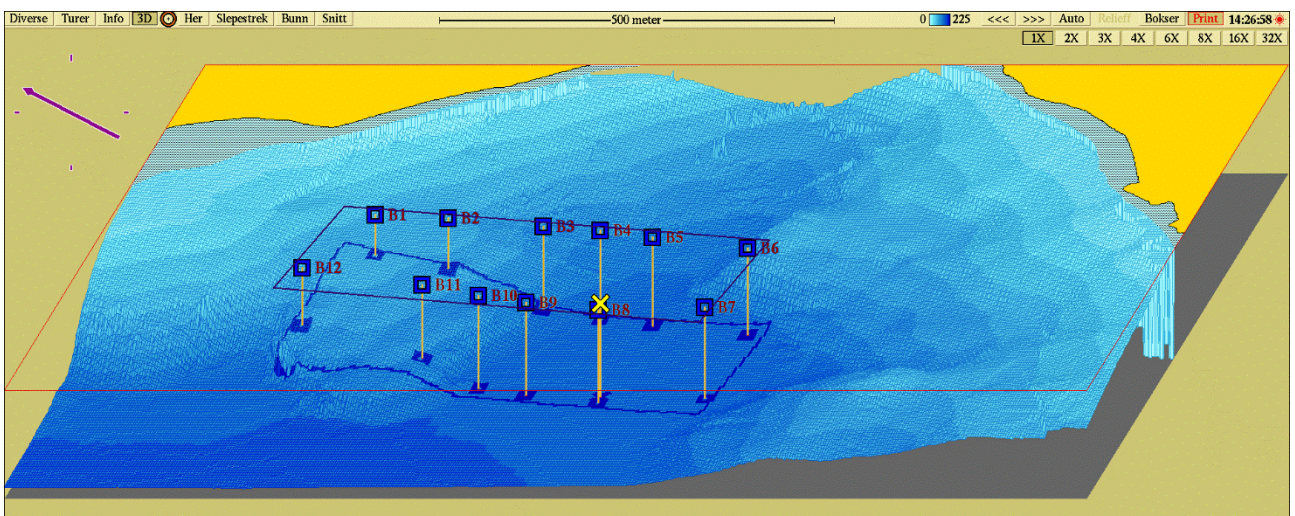 Diverse Turer Info 3D Her Slepestrek Bunn Snitt 500 meter 0 225 <<< >>> Auto Relieff Bokser Print 14:26:58
1X 2X 3X 4X 6X 8X 16X 32X
B1 B2 B3 B4 B5 B6
B12 B11 B10 B9 B8 B7